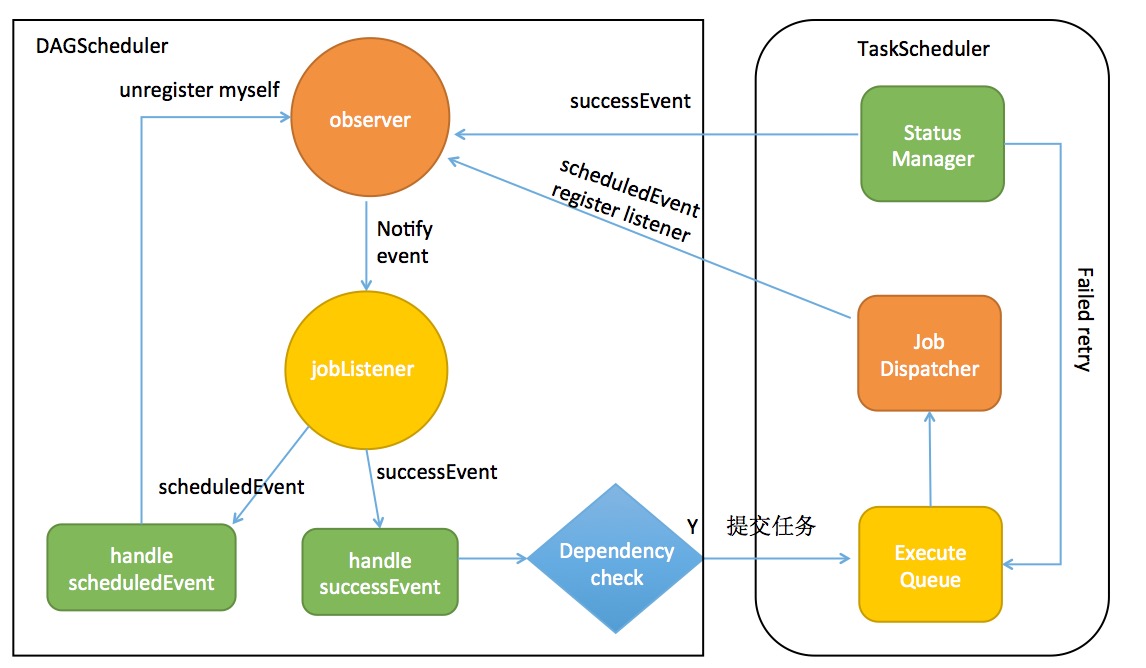 DAGScheduler
TaskScheduler
unregister myself
observer
successEvent
Status
Manager
scheduledEvent
register listener
Notify
event
Failed retry
jobListener
Job
Dispatcher
scheduledEvent
successEvent
handle
scheduledEvent
handle
successEvent
Dependency
check
Y
提交任务
Execute
Queue